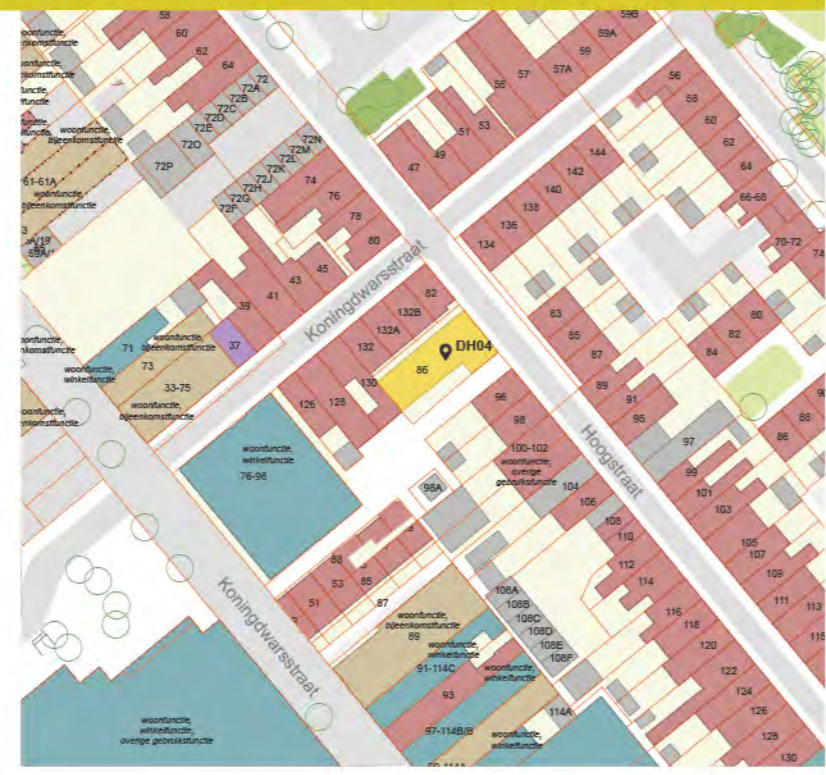 58
60
62
64
59B
59A
59
57A
57
55
53
51
49
47
56
58
60
62
64
66-68
70-72
74
woonfunctie,
bijeenkomstfunctie
61-61A
woonfunctie,
bijeenkomstfunctie
72
72A
72B
72C
72D
72E
72O
72P
72N
72M
72L
72K
72J
72H
72G
72F
74
76
78
80
144
142
140
138
136
134
45
43
41
39
37
Koningdwarsstraat
82
132B
132A
132
130
128
126
DH04
86
83
85
87
89
91
95
97
99
80
82
84
86
88
71
woonfunctie,
bijeenkomstfunctie
73
woonfunctie,
winkelfunctie
33-75
woonfunctie,
bijeenkomstfunctie
woonfunctie,
winkelfunctie
76-98
96
98
100-102
woonfunctie,
overige
gebruiksfunctie
104
106
108
110
112
114
116
118
120
122
124
126
128
130
Hoogstraat
101
103
105
107
109
111
113
115
98A
83
85
53
51
87
Koningdwarsstraat
108A
108B
108C
108D
108E
108F
woonfunctie,
bijeenkomstfunctie
89
woonfunctie,
winkelfunctie
91-114C
woonfunctie,
winkelfunctie
93
97-114B/B
114A
woonfunctie,
winkelfunctie
woonfunctie,
winkelfunctie,
overige gebruiksfunctie